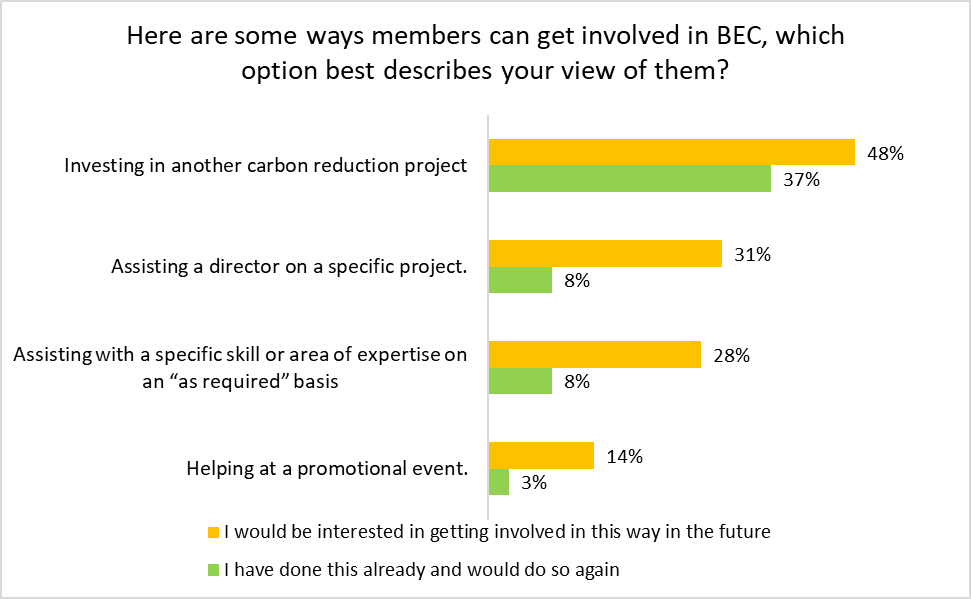 Here are some ways members can get involved in BEC, which
option best describes your view of them?
Investing in another carbon reduction project
48%
37%
Assisting a director on a specific project.
31%
8%
Assisting with a specific skill or area of expertise on
an “as required” basis
28%
8%
Helping at a promotional event.
14%
3%
I would be interested in getting involved in this way in the future
I have done this already and would do so again